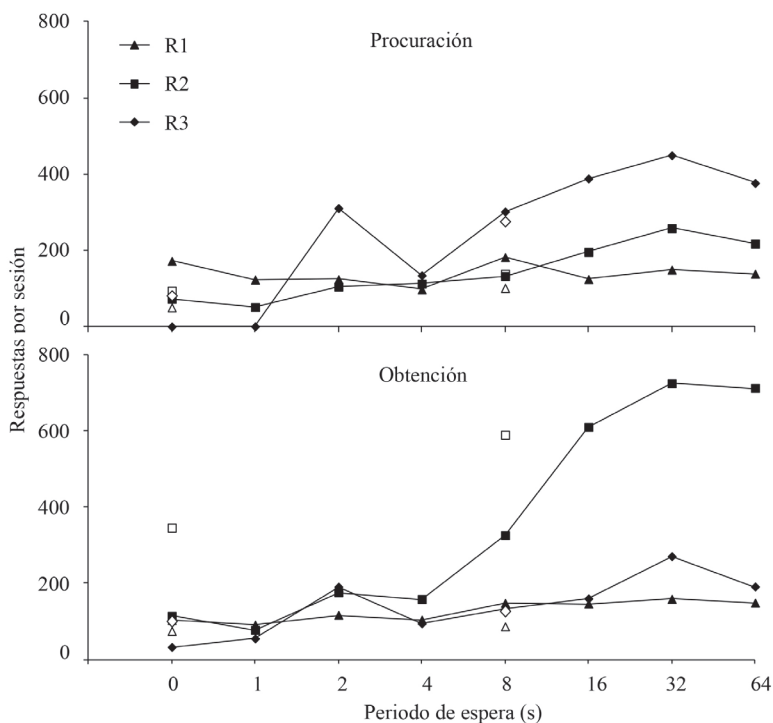 800
600
400
200
0
Procuración
R1
R2
R3
800
600
400
200
0
Obtención
0 1 2 4 8 16 32 64
Periodo de espera (s)
Respuestas por sesión